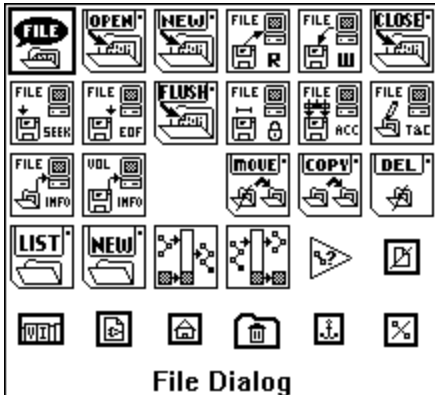 FILE OPEN NEW FILE R FILE W CLOSE
FILE SEEK FILE EOF FLUSH FILE FILE ACC FILE T&C
FILE INFO VOL INFO MOVE COPY DEL
LIST NEW ?
VI
File Dialog